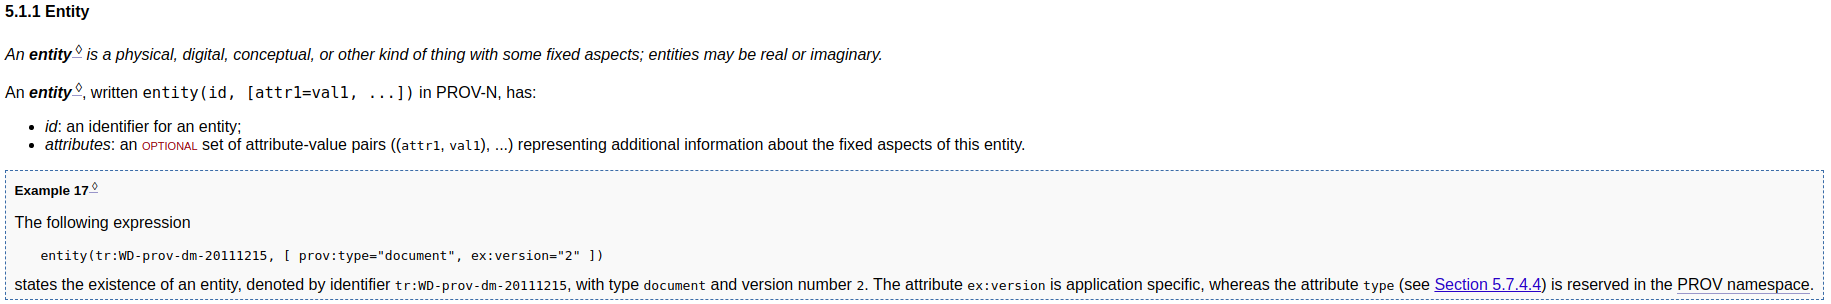 5.1.1 Entity
An entity◊ is a physical, digital, conceptual, or other kind of thing with some fixed aspects; entities may be real or imaginary.
An entity◊, written entity(id, [attr1=val1, ...]) in PROV-N, has:
• id: an identifier for an entity;
• attributes: an OPTIONAL set of attribute-value pairs ((attr1, val1), ...) representing additional information about the fixed aspects of this entity.
Example 17◊
The following expression
entity(tr:WD-prov-dm-20111215, [ prov:type="document", ex:version="2" ])
states the existence of an entity, denoted by identifier tr:WD-prov-dm-20111215, with type document and version number 2. The attribute ex:version is application specific, whereas the attribute type (see Section 5.7.4.4) is reserved in the PROV namespace.